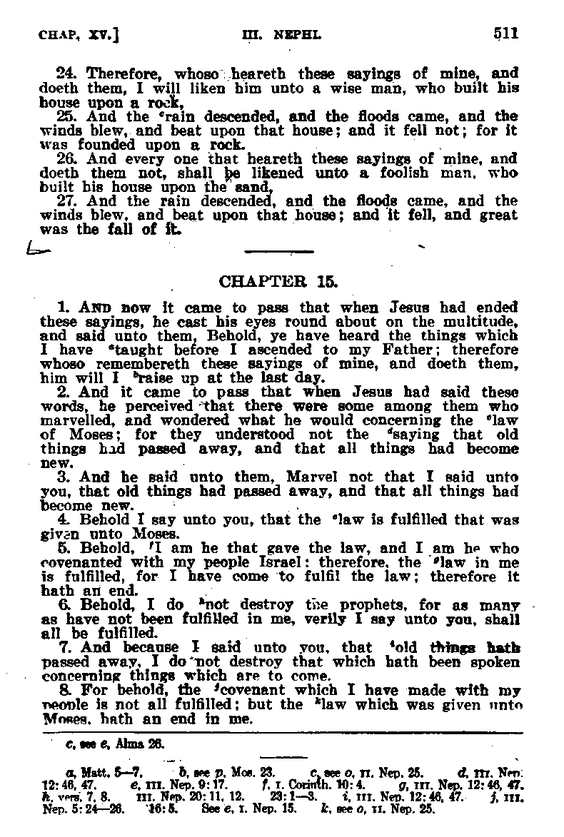 CHAP, XV.] III. NEPHI. 511
24. Therefore, whoso heareth these sayings of mine, and
doeth them, I will liken him unto a wise man, who built his
house upon a rock,
25. And the erain descended, and the floods came, and the
winds blew, and beat upon that house; and it fell not; for it
was founded upon a rock.
26. And every one that heareth these sayings of mine, and
doeth them not, shall be likened unto a foolish man, who
built his house upon the sand,
27. And the rain descended, and the floods came, and the
winds blew, and beat upon that house; and it fell, and great
was the fall of it.
CHAPTER 15.
1. AND now it came to pass that when Jesus had ended
these sayings, he cast his eyes round about on the multitude,
and said unto them, Behold, ye have heard the things which
I have ataught before I ascended to my Father; therefore
whoso remembereth these sayings of mine, and doeth them,
him will I braise up at the last day.
2. And it came to pass that when Jesus had said these
words, he perceived that there were some among them who
marvelled, and wondered what he would concerning the claw
of Moses; for they understood not the dsaying that old
things had passed away, and that all things had become
new.
3. And he said unto them, Marvel not that I said unto
you, that old things had passed away, and that all things had
become new.
4. Behold I say unto you, that the elaw is fulfilled that was
given unto Moses.
5. Behold, fI am he that gave the law, and I am he who
covenanted with my people Israel: therefore, the glaw in me
is fulfilled, for I have come to fulfil the law; therefore it
hath an end.
6. Behold, I do hnot destroy the prophets, for as many
as have not been fulfilled in me, verily I say unto you, shall
all be fulfilled.
7. And because I said unto you, that iold things hath
passed away, I do not destroy that which hath been spoken
concerning things which are to come.
8. For behold, the jcovenant which I have made with my
people is not all fulfilled; but the klaw which was given unto
Moses, hath an end in me.
c, see e, Alma 26.
a, Matt. 5—7. b, see p, Mos. 23. c, see o, II. Nep. 25. d, III. Nep.
12:46, 47. e, III. Nep. 9:17. f, I. Corinth. 10:4. g, III. Nep. 12:46, 47.
h, vers. 7, 8. III. Nep. 20:11, 12. 23:1—3. i, III. Nep. 12:46, 47. j, III.
Nep. 5:24—26. 16:5. See e, I. Nep. 15. k, see o, II. Nep. 25.